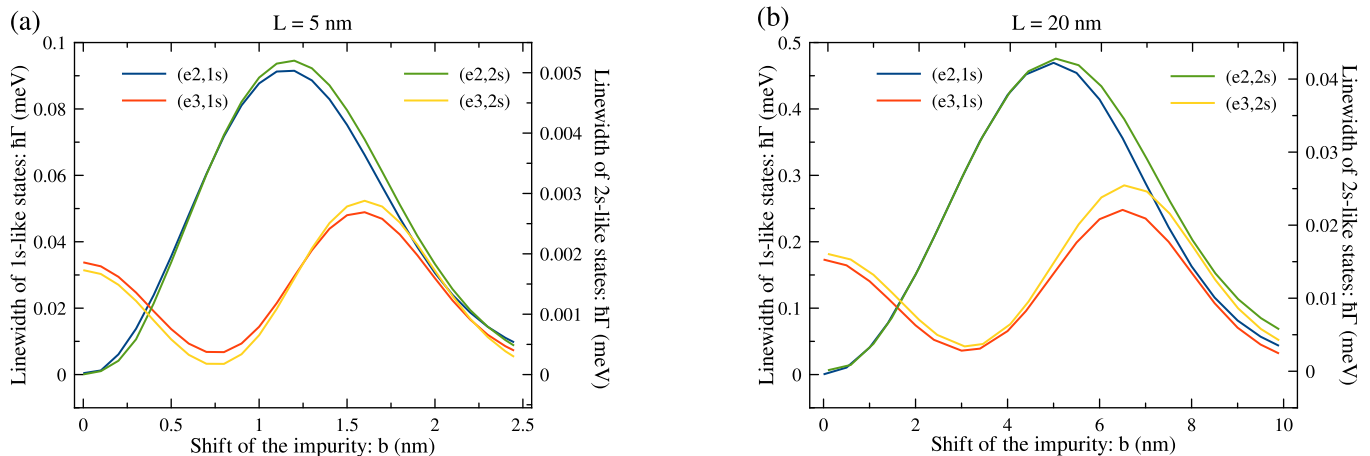 (a)
L = 5 nm
Linewidth of 1s-like states: ħΓ (meV)
0.1
0.08
0.06
0.04
0.02
0
(e2,1s)
(e3,1s)
(e2,2s)
(e3,2s)
0.005
0.004
0.003
0.002
0.001
0
Linewidth of 2s-like states: ħΓ (meV)
0
0.5
1
1.5
2
2.5
Shift of the impurity: b (nm)
(b)
L = 20 nm
Linewidth of 1s-like states: ħΓ (meV)
0.5
0.4
0.3
0.2
0.1
0
(e2,1s)
(e3,1s)
(e2,2s)
(e3,2s)
0.04
0.03
0.02
0.01
0
Linewidth of 2s-like states: ħΓ (meV)
0
2
4
6
8
10
Shift of the impurity: b (nm)